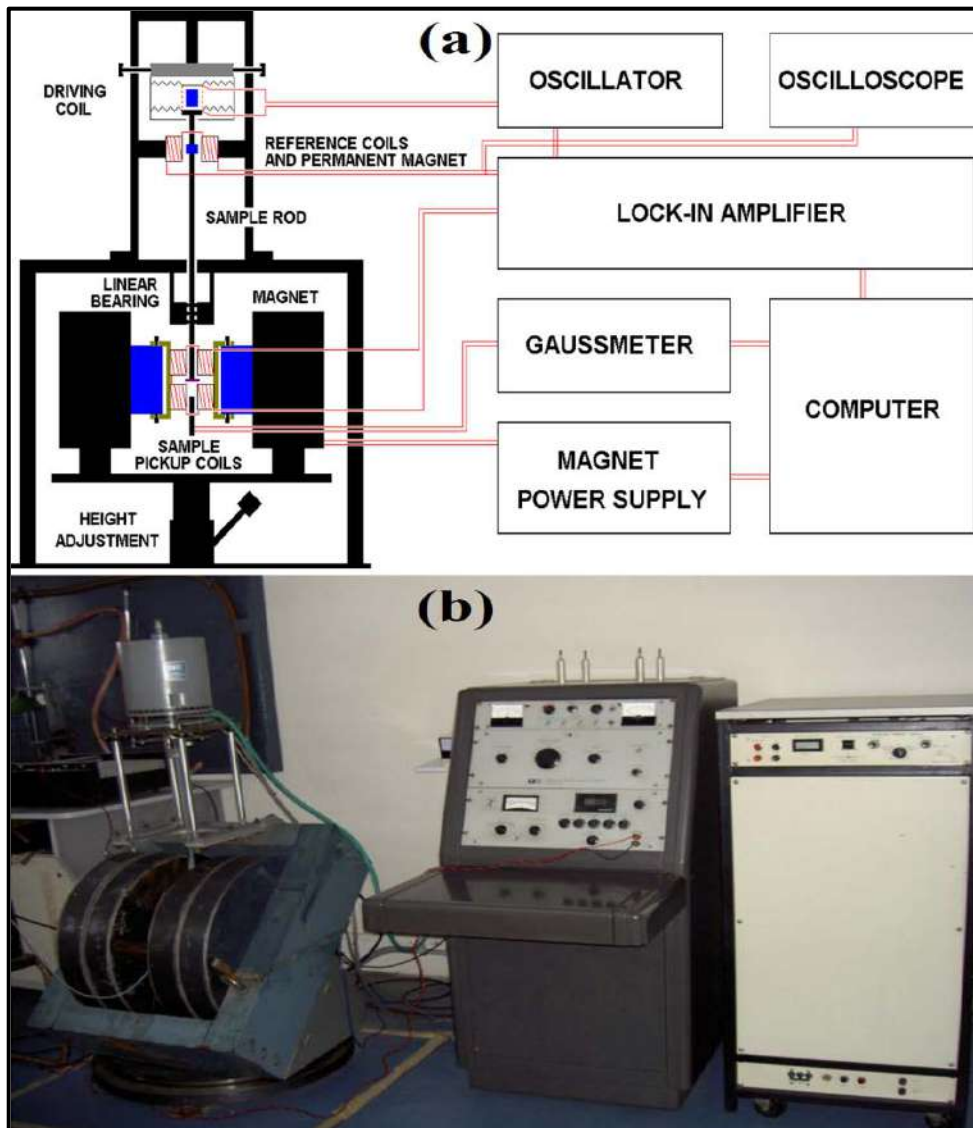 (a)
DRIVING
COIL
OSCILLATOR
OSCILLOSCOPE
REFERENCE COILS
AND PERMANENT MAGNET
SAMPLE ROD
LOCK-IN AMPLIFIER
LINEAR
BEARING
MAGNET
GAUSSMETER
COMPUTER
SAMPLE
PICKUP COILS
MAGNET
POWER SUPPLY
HEIGHT
ADJUSTMENT
(b)